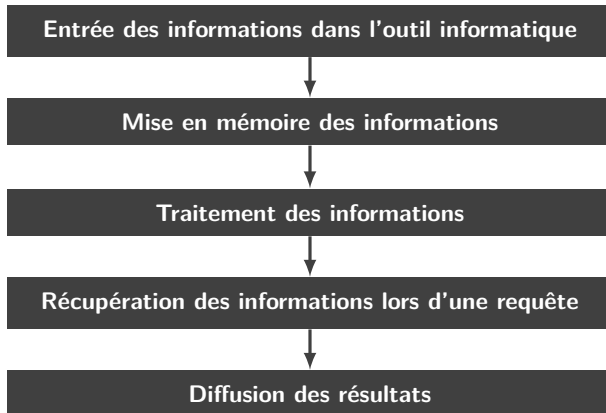 Entrée des informations dans l'outil informatique
Mise en mémoire des informations
Traitement des informations
Récupération des informations lors d'une requête
Diffusion des résultats